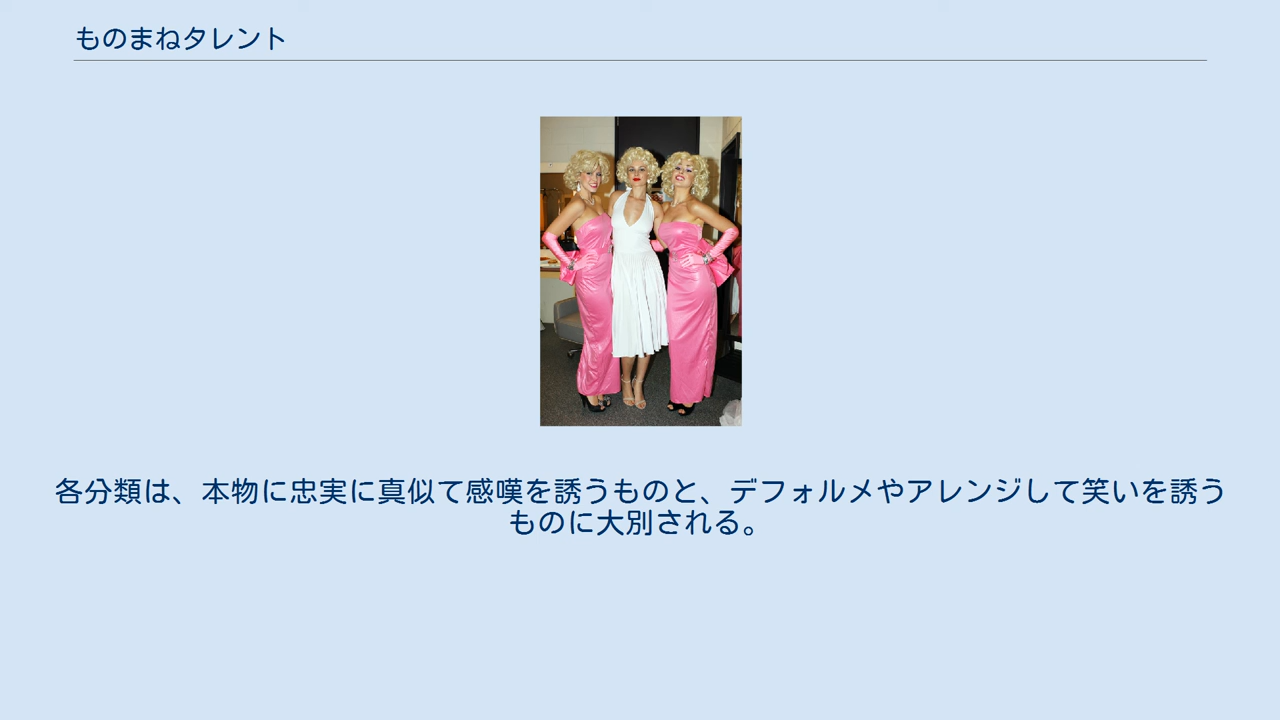 ものまねタレント
各分類は、本物に忠実に真似て感嘆を誘うものと、デフォルメやアレンジして笑いを誘う
ものに大別される。